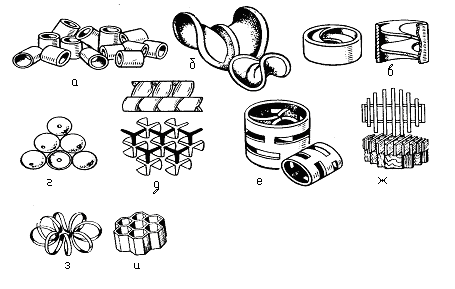 а б в
г д е ж
з и